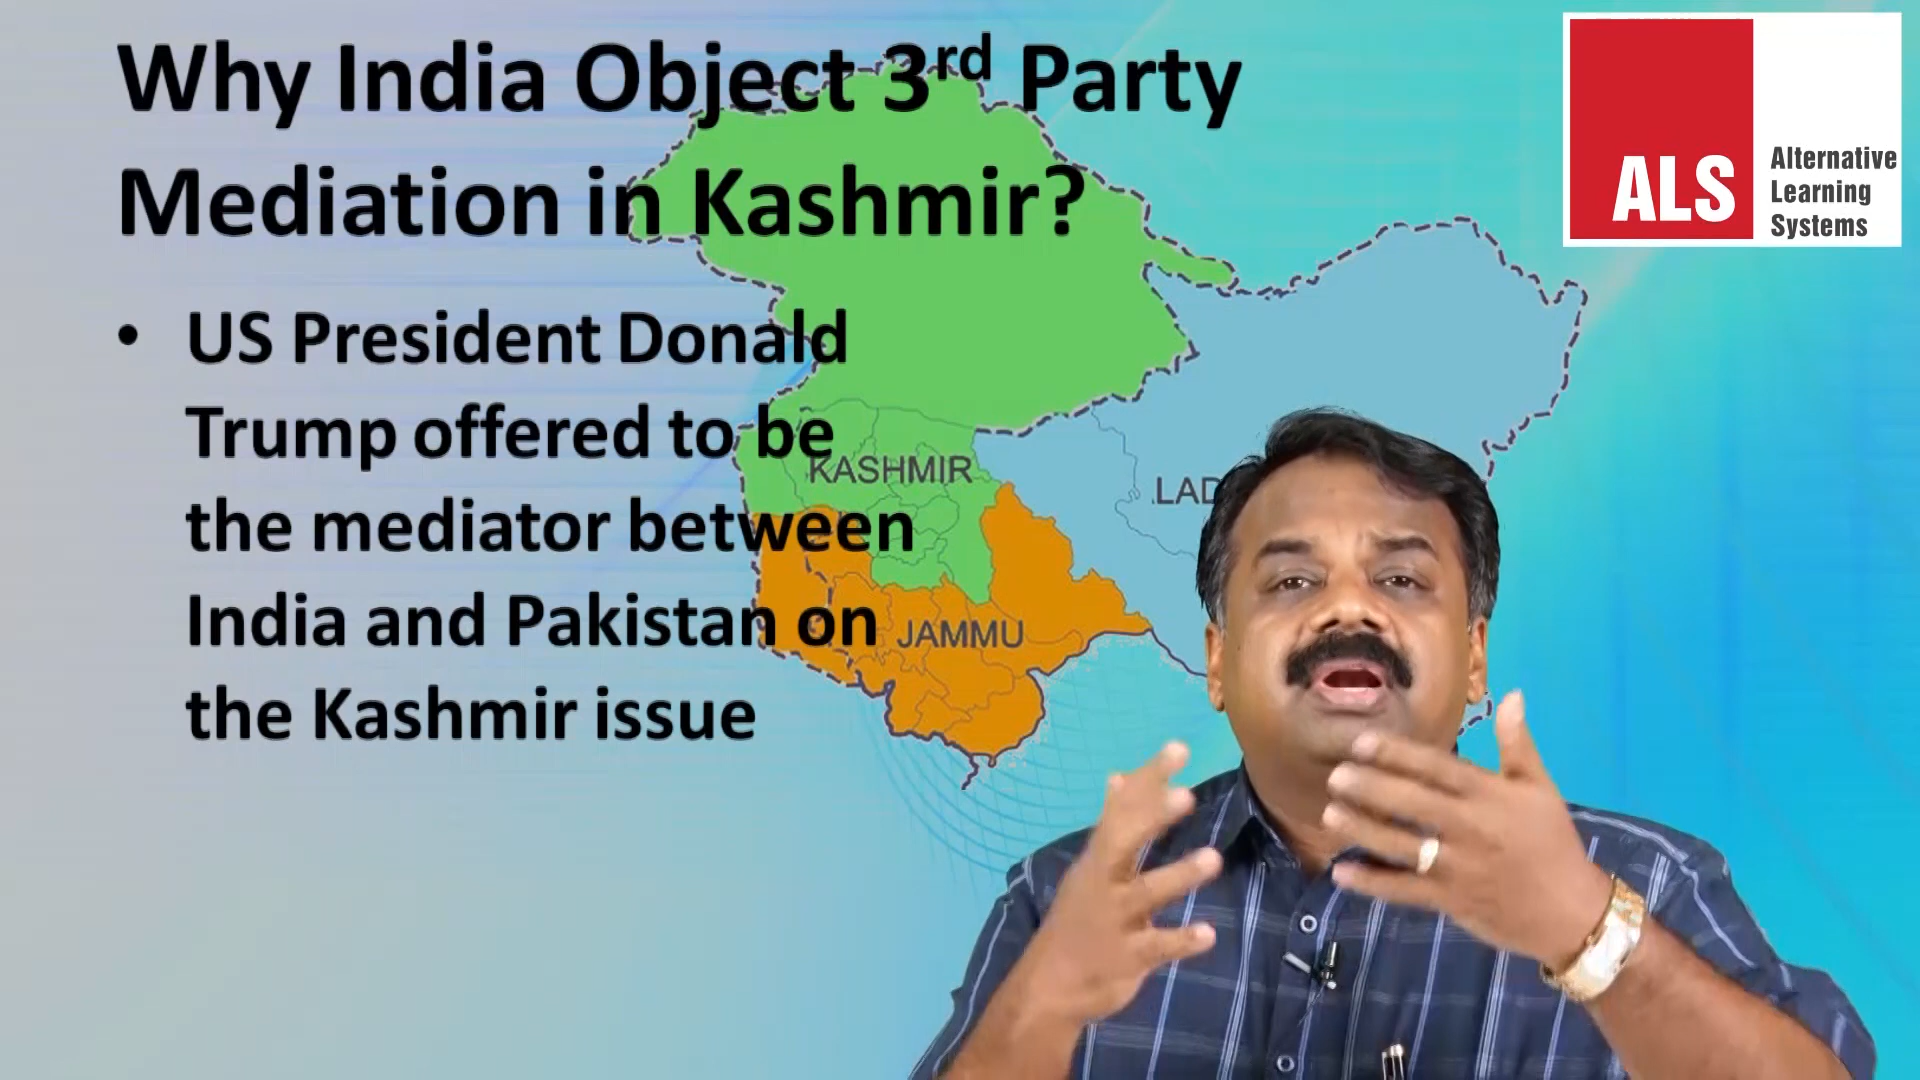 Why India Object 3rd Party
Mediation in Kashmir?
• US President Donald
Trump offered to be
the mediator between
India and Pakistan on
the Kashmir issue
KASHMIR
LAD
JAMMU
ALS
Alternative
Learning
Systems